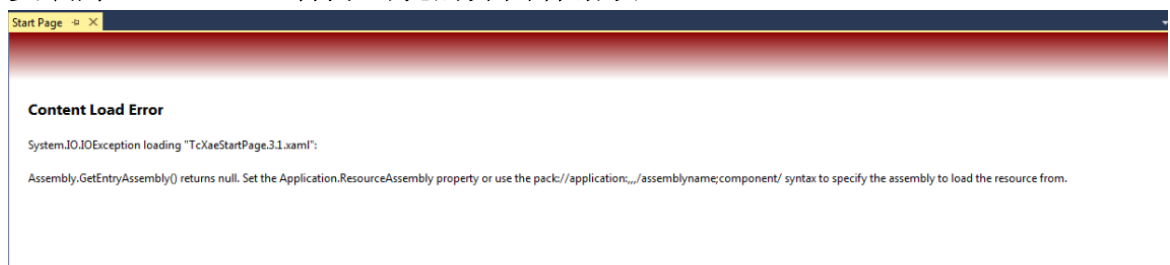 Start Page
Content Load Error
System.IO.IOException loading "TcXaeStartPage.3.1.xaml":
Assembly.GetEntryAssembly() returns null. Set the Application.ResourceAssembly property or use the pack://application:,,,/assemblyname;component/ syntax to specify the assembly to load the resource from.